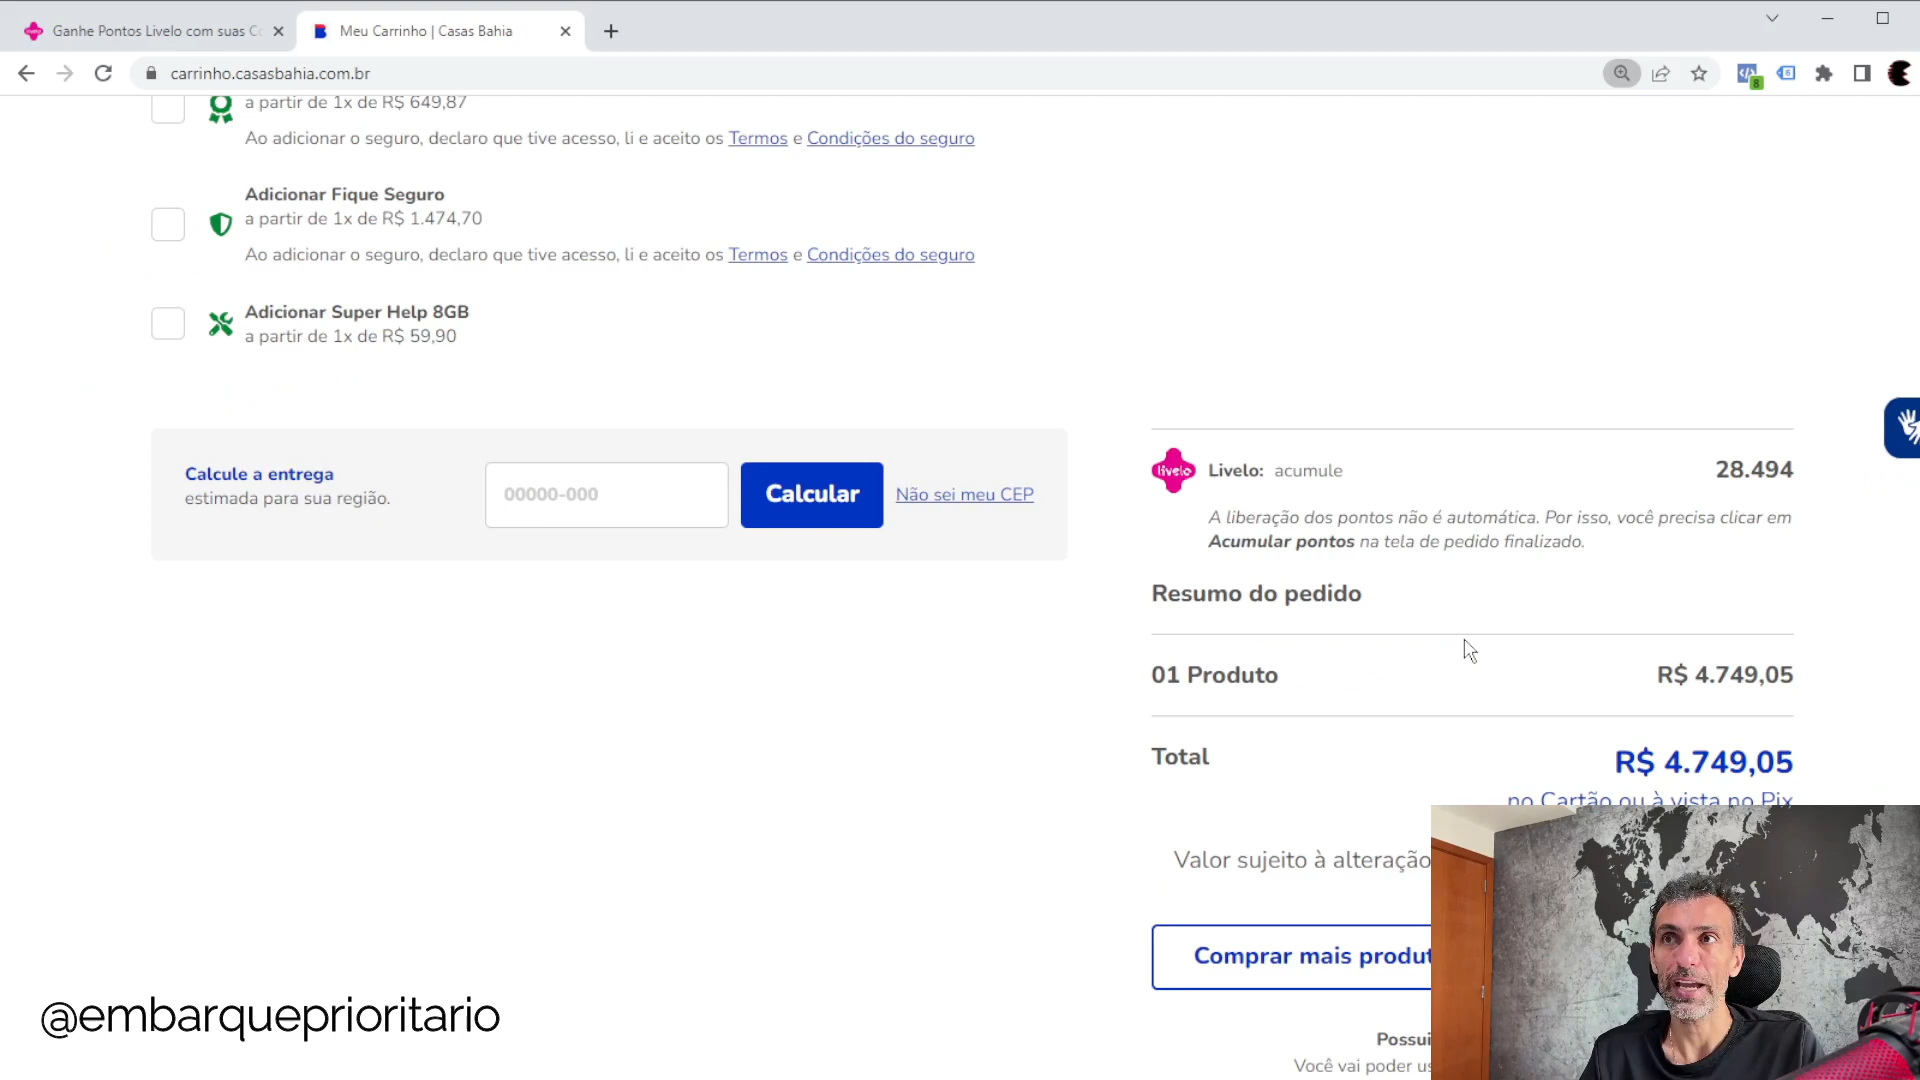 Ganhe Pontos Livelo com suas Co
Meu Carrinho | Casas Bahia
carrinho.casasbahia.com.br
8
6
a partir de 1x de R$ 649,87
Ao adicionar o seguro, declaro que tive acesso, li e aceito os Termos e Condições do seguro
Adicionar Fique Seguro
a partir de 1x de R$ 1.474,70
Ao adicionar o seguro, declaro que tive acesso, li e aceito os Termos e Condições do seguro
Adicionar Super Help 8GB
a partir de 1x de R$ 59,90
Calcule a entrega
estimada para sua região.
00000-000
Calcular
Não sei meu CEP
livelo
Livelo: acumule
28.494
A liberação dos pontos não é automática. Por isso, você precisa clicar em
Acumular pontos na tela de pedido finalizado.
Resumo do pedido
01 Produto
R$ 4.749,05
Total
R$ 4.749,05
no Cartão ou à vista no Pix
Valor sujeito à alteração
Comprar mais produt
Possui
Você vai poder us
@embarqueprioritario